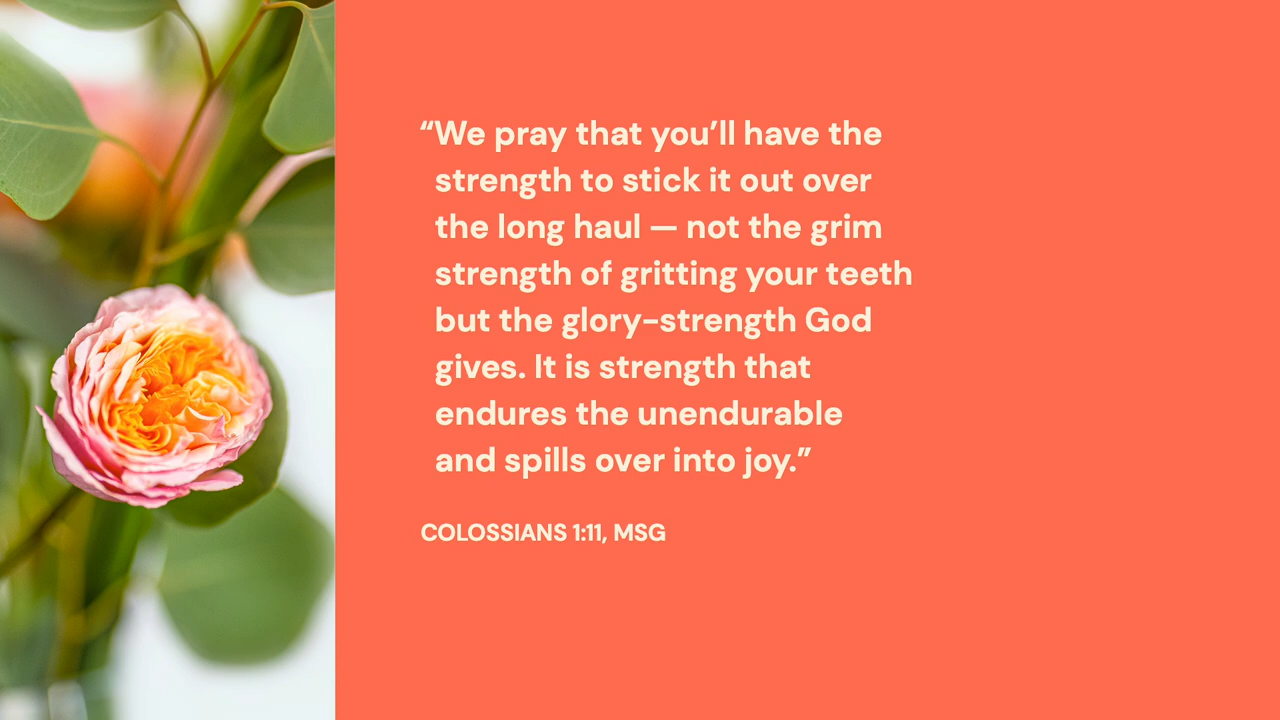 “We pray that you’ll have the
strength to stick it out over
the long haul — not the grim
strength of gritting your teeth
but the glory-strength God
gives. It is strength that
endures the unendurable
and spills over into joy.”
COLOSSIANS 1:11, MSG